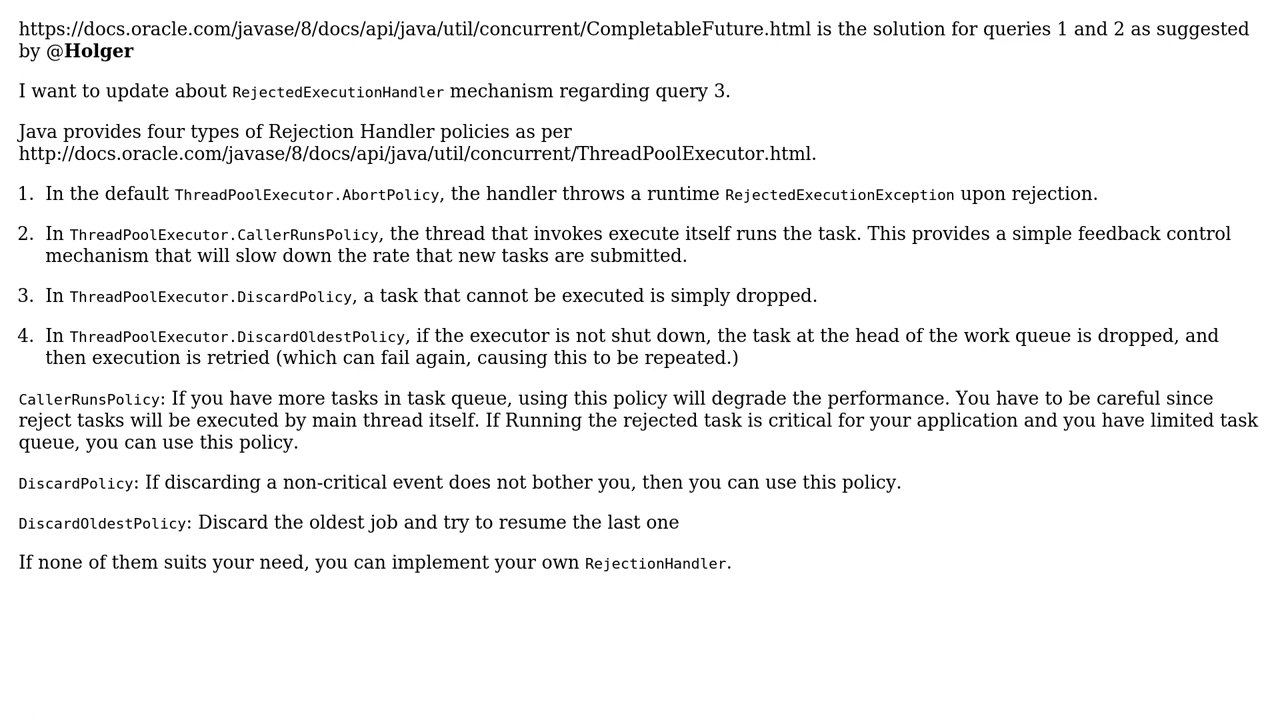 https://docs.oracle.com/javase/8/docs/api/java/util/concurrent/CompletableFuture.html is the solution for queries 1 and 2 as suggested
by @Holger
I want to update about RejectedExecutionHandler mechanism regarding query 3.
Java provides four types of Rejection Handler policies as per
http://docs.oracle.com/javase/8/docs/api/java/util/concurrent/ThreadPoolExecutor.html.
1. In the default ThreadPoolExecutor.AbortPolicy, the handler throws a runtime RejectedExecutionException upon rejection.
2. In ThreadPoolExecutor.CallerRunsPolicy, the thread that invokes execute itself runs the task. This provides a simple feedback control
mechanism that will slow down the rate that new tasks are submitted.
3. In ThreadPoolExecutor.DiscardPolicy, a task that cannot be executed is simply dropped.
4. In ThreadPoolExecutor.DiscardOldestPolicy, if the executor is not shut down, the task at the head of the work queue is dropped, and
then execution is retried (which can fail again, causing this to be repeated.)
CallerRunsPolicy: If you have more tasks in task queue, using this policy will degrade the performance. You have to be careful since
reject tasks will be executed by main thread itself. If Running the rejected task is critical for your application and you have limited task
queue, you can use this policy.
DiscardPolicy: If discarding a non-critical event does not bother you, then you can use this policy.
DiscardOldestPolicy: Discard the oldest job and try to resume the last one
If none of them suits your need, you can implement your own RejectionHandler.